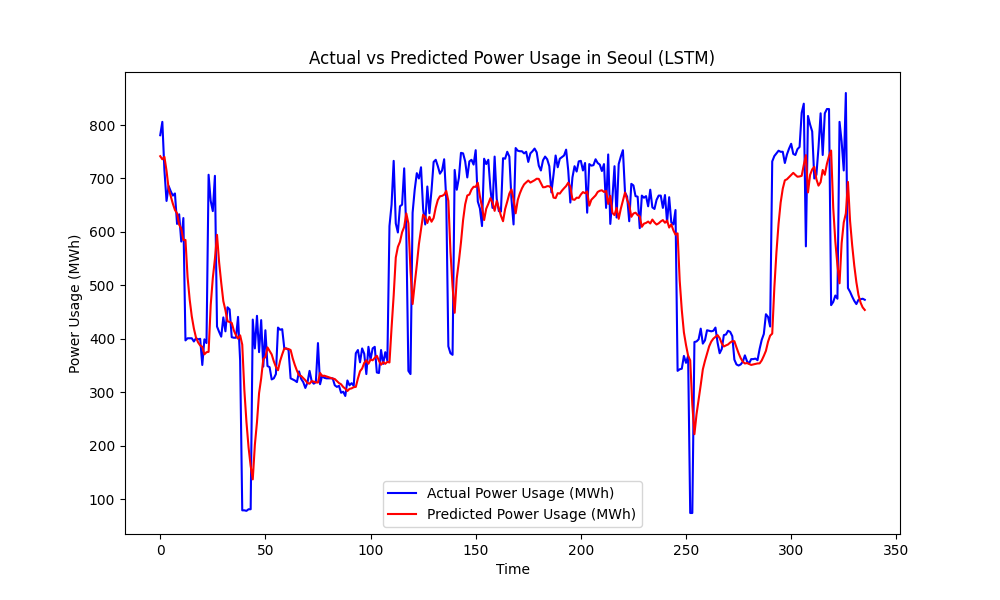 Actual vs Predicted Power Usage in Seoul (LSTM)
Power Usage (MWh)
800
700
600
500
400
300
200
100
Actual Power Usage (MWh)
Predicted Power Usage (MWh)
0 50 100 150 200 250 300 350
Time